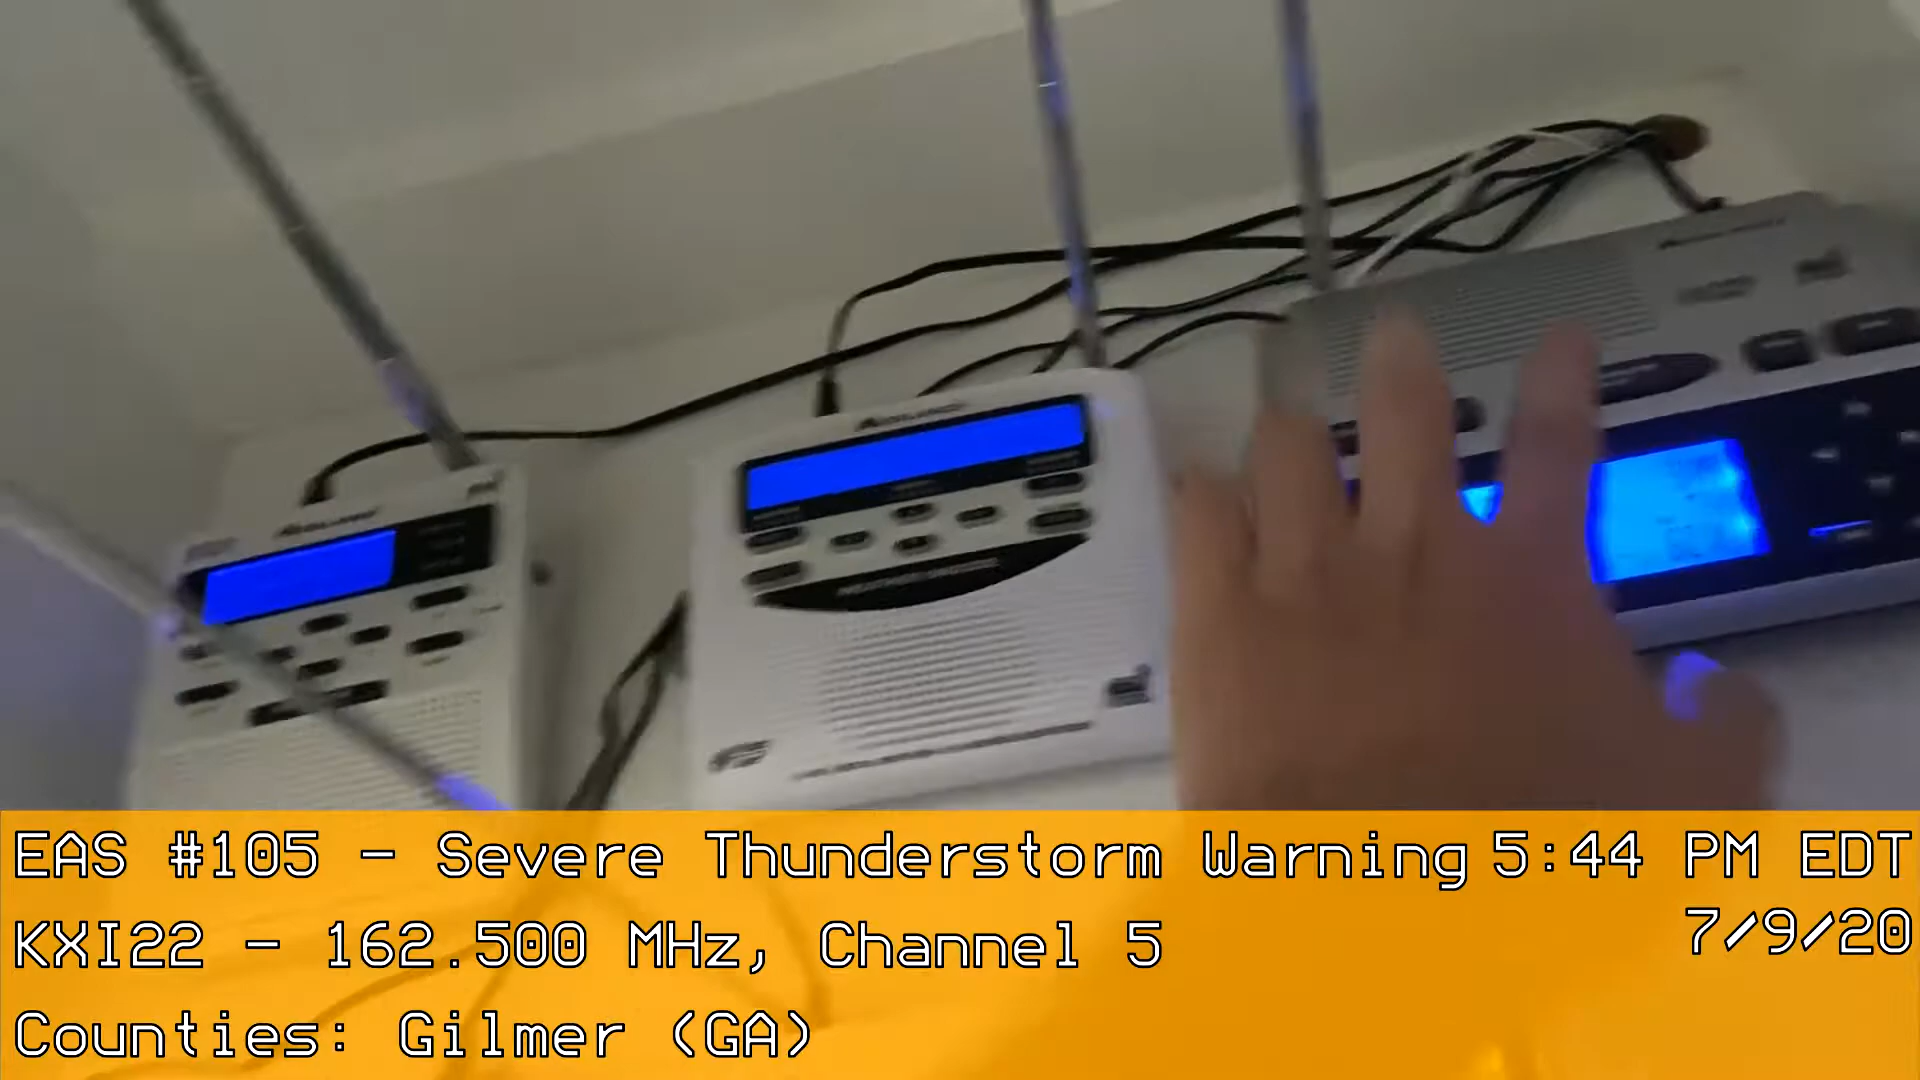 EAS #105 - Severe Thunderstorm Warning 5:44 PM EDT
KXI22 - 162.500 MHz, Channel 5
7/9/20
Counties: Gilmer (GA)